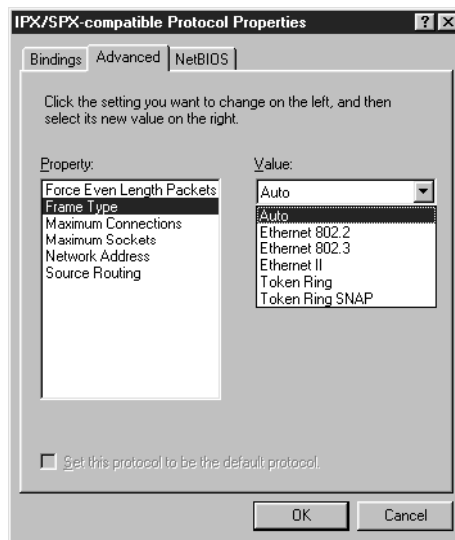 IPX/SPX-compatible Protocol Properties
Bindings Advanced NetBIOS
Click the setting you want to change on the left, and then
select its new value on the right.
Property:
Force Even Length Packets
Frame Type
Maximum Connections
Maximum Sockets
Network Address
Source Routing
Value:
Auto
Auto
Ethernet 802.2
Ethernet 802.3
Ethernet II
Token Ring
Token Ring SNAP
Set this protocol to be the default protocol.
OK Cancel